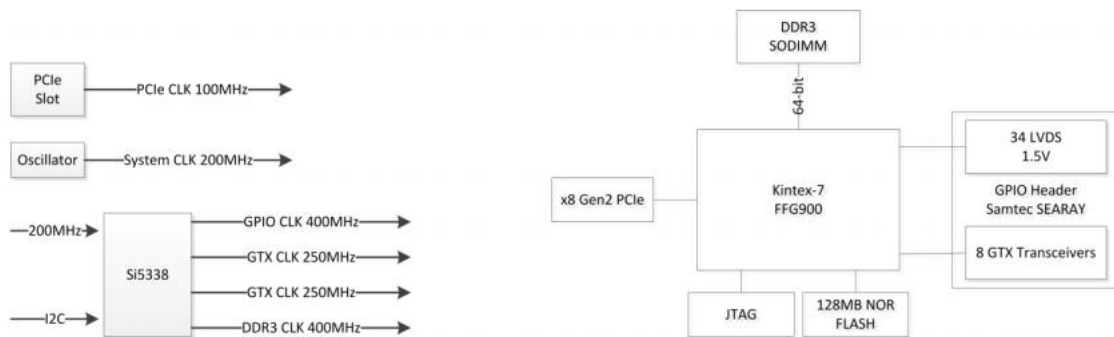 PCIe
Slot
PCIe CLK 100MHz
Oscillator
System CLK 200MHz
200MHz
I2C
Si5338
GPIO CLK 400MHz
GTX CLK 250MHz
GTX CLK 250MHz
DDR3 CLK 400MHz
DDR3
SODIMM
64-bit
x8 Gen2 PCIe
Kintex-7
FFG900
34 LVDS
1.5V
GPIO Header
Samtec SEARAY
8 GTX Transceivers
JTAG
128MB NOR
FLASH